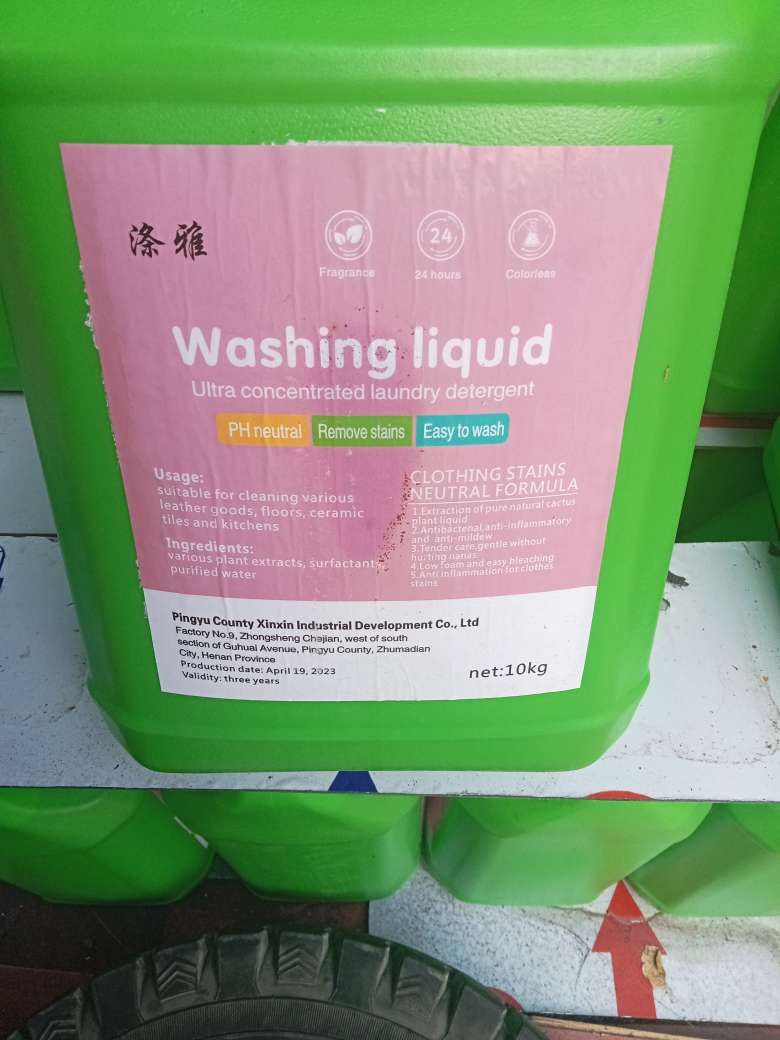 涤雅
24
Fragrance
24 hours
Colorless
Washing liquid
Ultra concentrated laundry detergent
PH neutral
Remove stains
Easy to wash
Usage:
suitable for cleaning various
leather goods, floors, ceramic
tiles and kitchens
Ingredients:
various plant extracts, surfactants,
purified water
CLOTHING STAINS
NEUTRAL FORMULA
1.Extraction of pure natural cactus
plant liquid
2.Antibacterial,anti-inflammatory
and anti-mildew
3.Tender care,gentle without
hurting
4.Low foam and easy bleaching
5.Anti inflammation for clothes
stains
Pingyu County Xinxin Industrial Development Co., Ltd
Factory No.9, Zhongsheng Chajian, west of south
section of Guhuai Avenue, Pingyu County, Zhumadian
City, Henan Province
Production date: April 19, 2023
Validity: three years
net:10kg